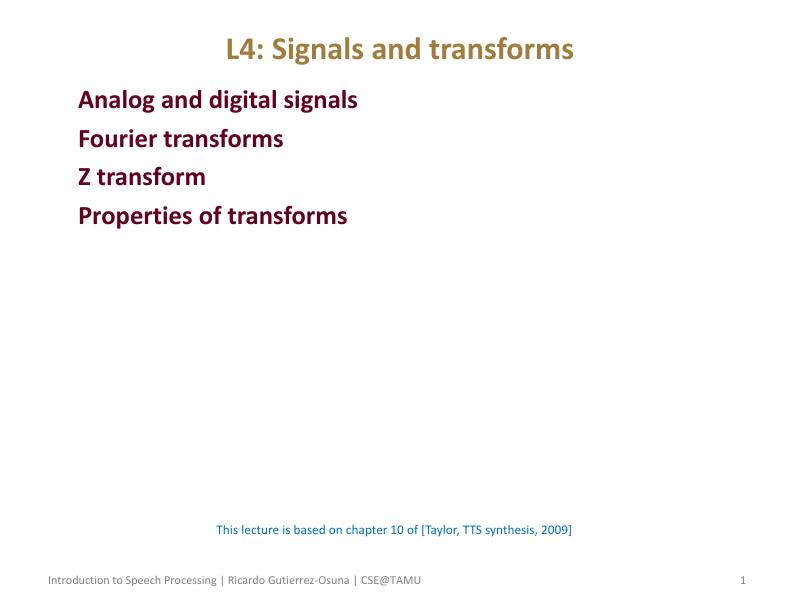 L4: Signals and transforms
Analog and digital signals
Fourier transforms
Z transform
Properties of transforms
This lecture is based on chapter 10 of [Taylor, TTS synthesis, 2009]
Introduction to Speech Processing | Ricardo Gutierrez-Osuna | CSE@TAMU 1